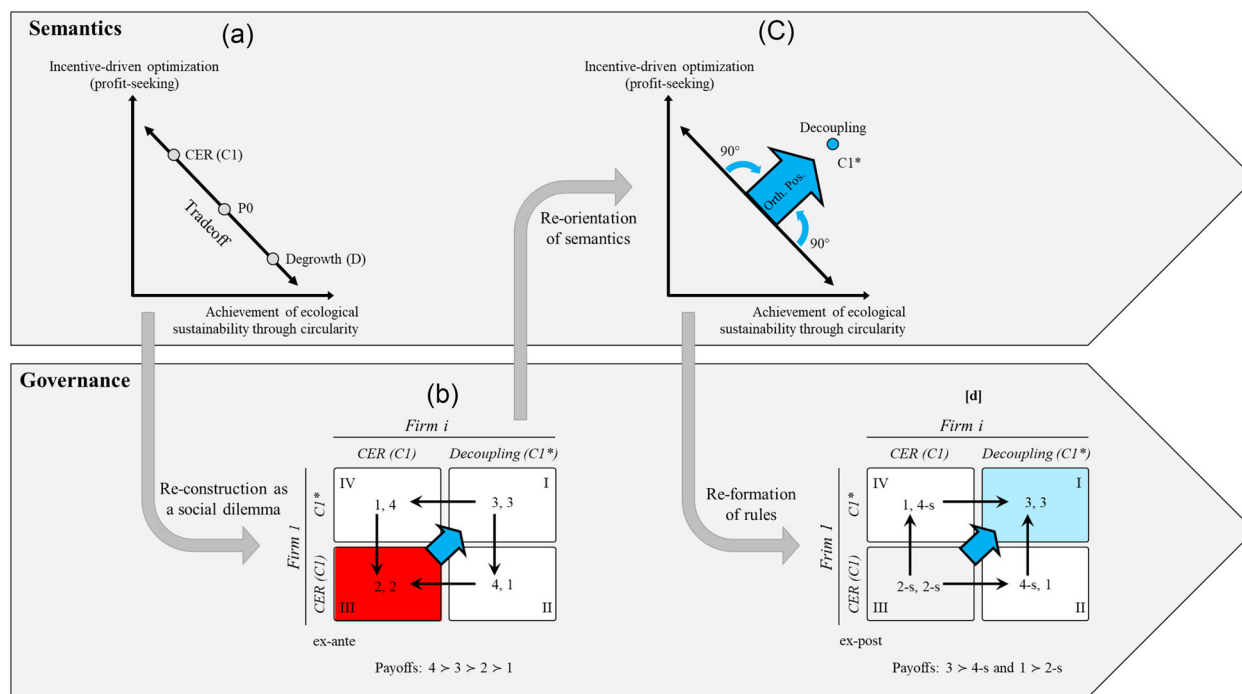 Semantics
(a)
Incentive-driven optimization
(profit-seeking)
CER (C1)
P0
Tradeoff
Degrowth (D)
Achievement of ecological
sustainability through circularity
Re-orientation
of semantics
(C)
Incentive-driven optimization
(profit-seeking)
Decoupling
C1*
90°
Orth. Pos.
90°
Achievement of ecological
sustainability through circularity
Governance
Re-construction as
a social dilemma
(b)
Firm i
CER (C1) Decoupling (C1*)
Firm 1
C1*
CER (C1)
IV
1, 4
I
3, 3
III
2, 2
II
4, 1
ex-ante
Payoffs: 4 ≻ 3 ≻ 2 ≻ 1
Re-formation
of rules
[d]
Firm i
CER (C1) Decoupling (C1*)
Frim 1
C1*
CER (C1)
IV
1, 4-s
I
3, 3
III
2-s, 2-s
II
4-s, 1
ex-post
Payoffs: 3 ≻ 4-s and 1 ≻ 2-s